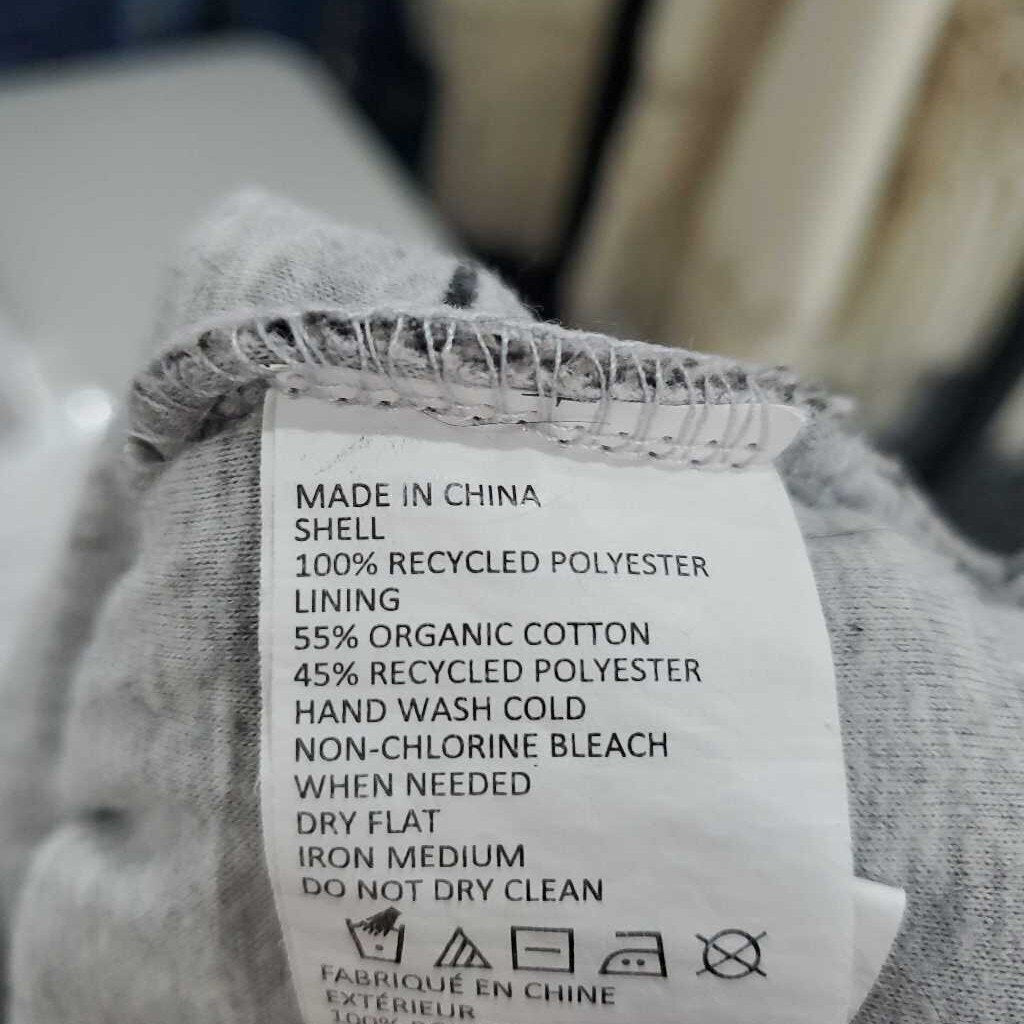 MADE IN CHINA
SHELL
100% RECYCLED POLYESTER
LINING
55% ORGANIC COTTON
45% RECYCLED POLYESTER
HAND WASH COLD
NON-CHLORINE BLEACH
WHEN NEEDED
DRY FLAT
IRON MEDIUM
DO NOT DRY CLEAN
FABRIQUÉ EN CHINE
EXTÉRIEUR
100%